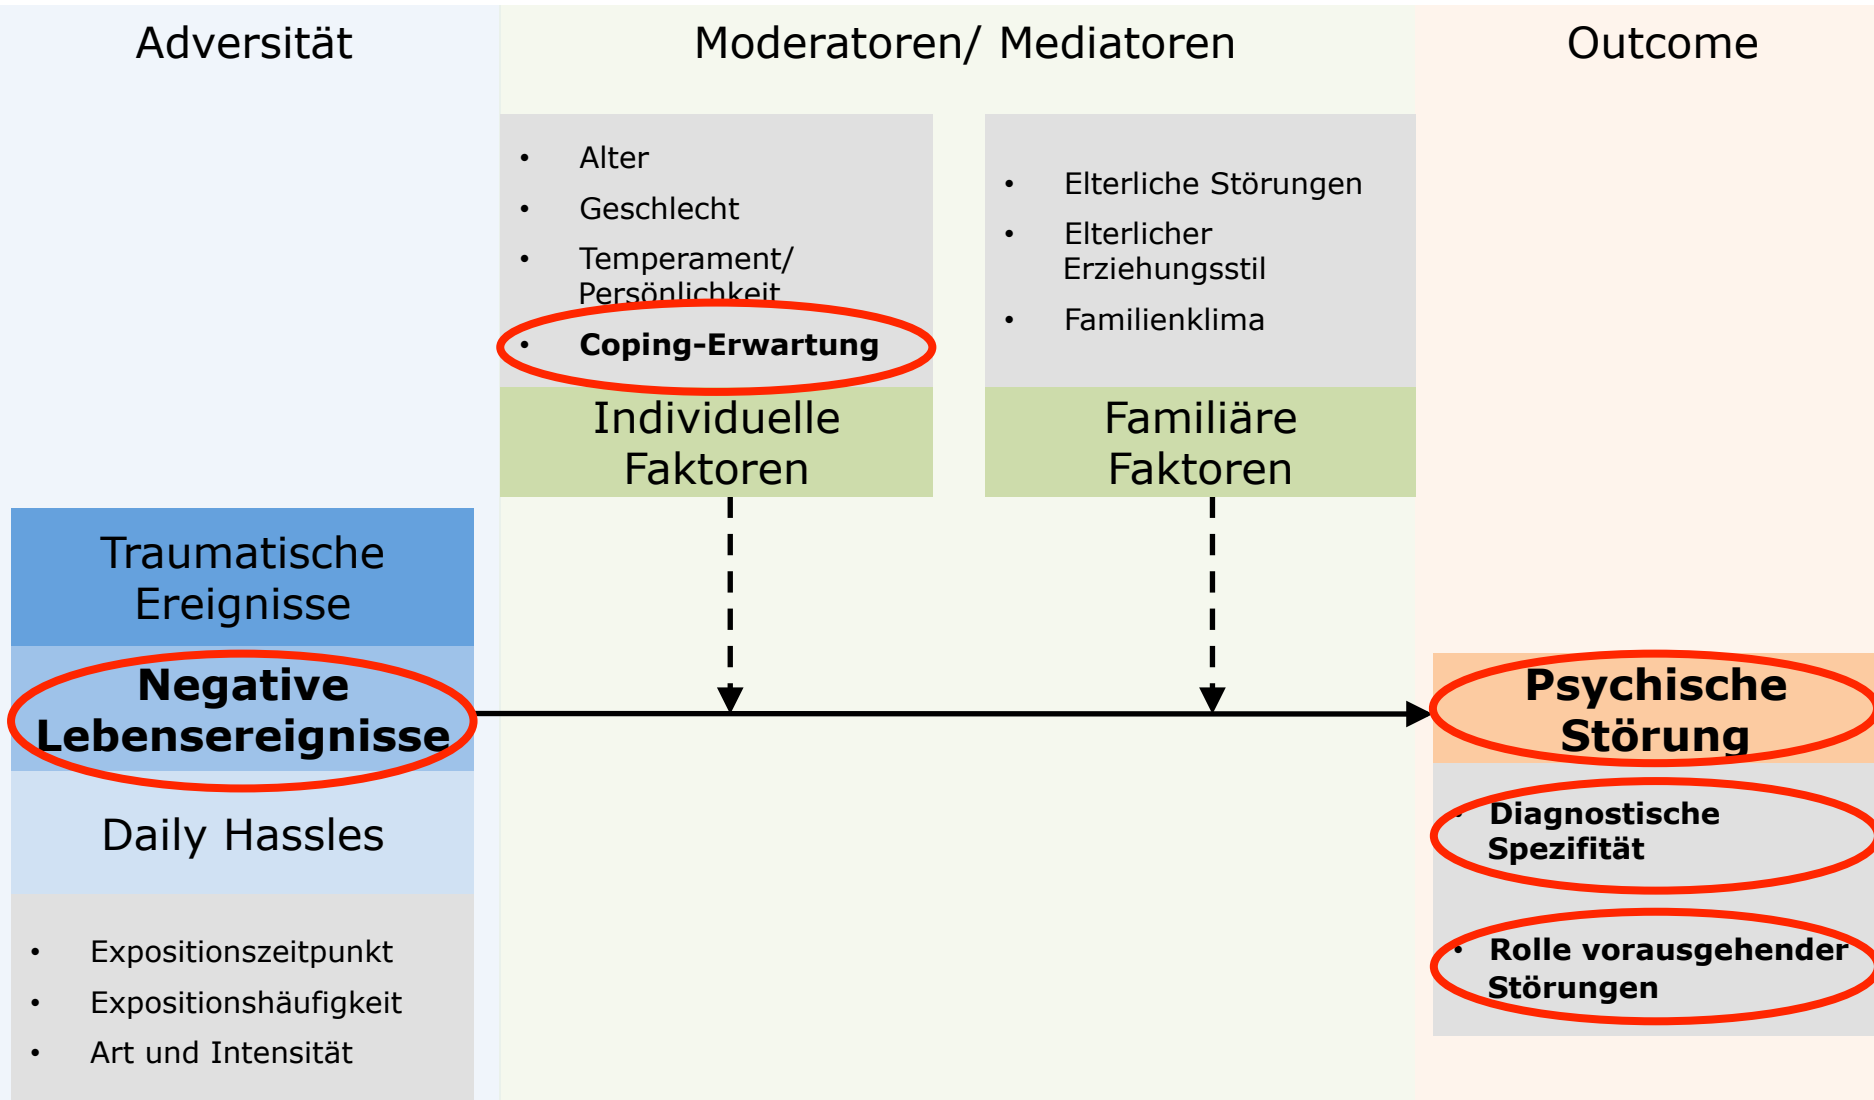 Adversität
Moderatoren/ Mediatoren
Outcome
• Alter
• Geschlecht
• Temperament/
Persönlichkeit
• Coping-Erwartung
Individuelle
Faktoren
• Elterliche Störungen
• Elterlicher
Erziehungsstil
• Familienklima
Familiäre
Faktoren
Traumatische
Ereignisse
Negative
Lebensereignisse
Daily Hassles
• Expositionszeitpunkt
• Expositionshäufigkeit
• Art und Intensität
Psychische
Störung
• Diagnostische
Spezifität
• Rolle vorausgehender
Störungen